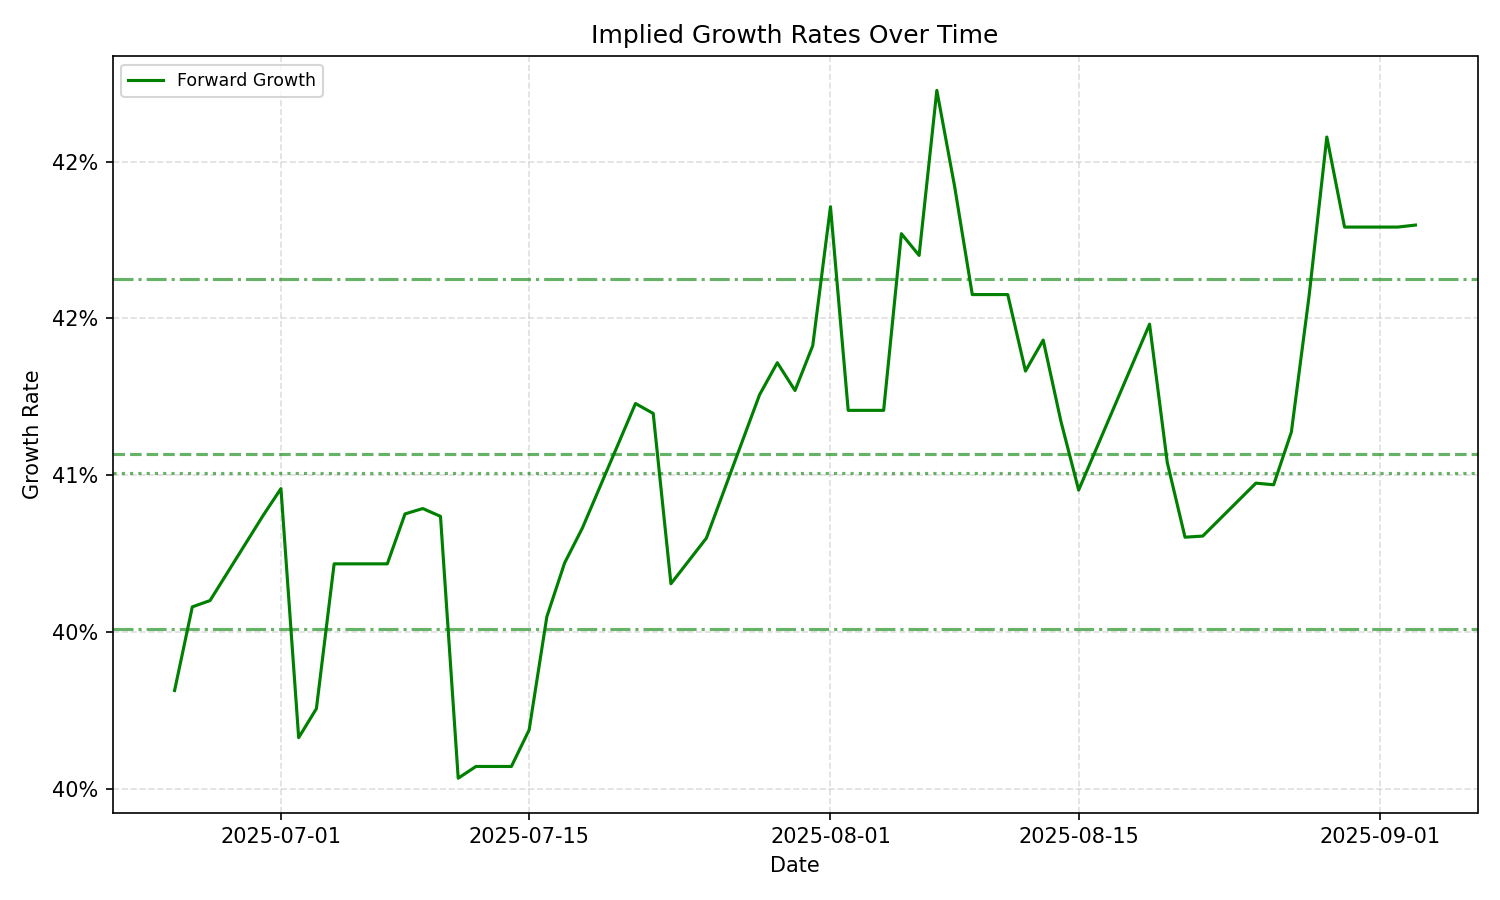 Implied Growth Rates Over Time
Forward Growth
42%
42%
41%
40%
40%
Growth Rate
2025-07-01
2025-07-15
2025-08-01
2025-08-15
2025-09-01
Date